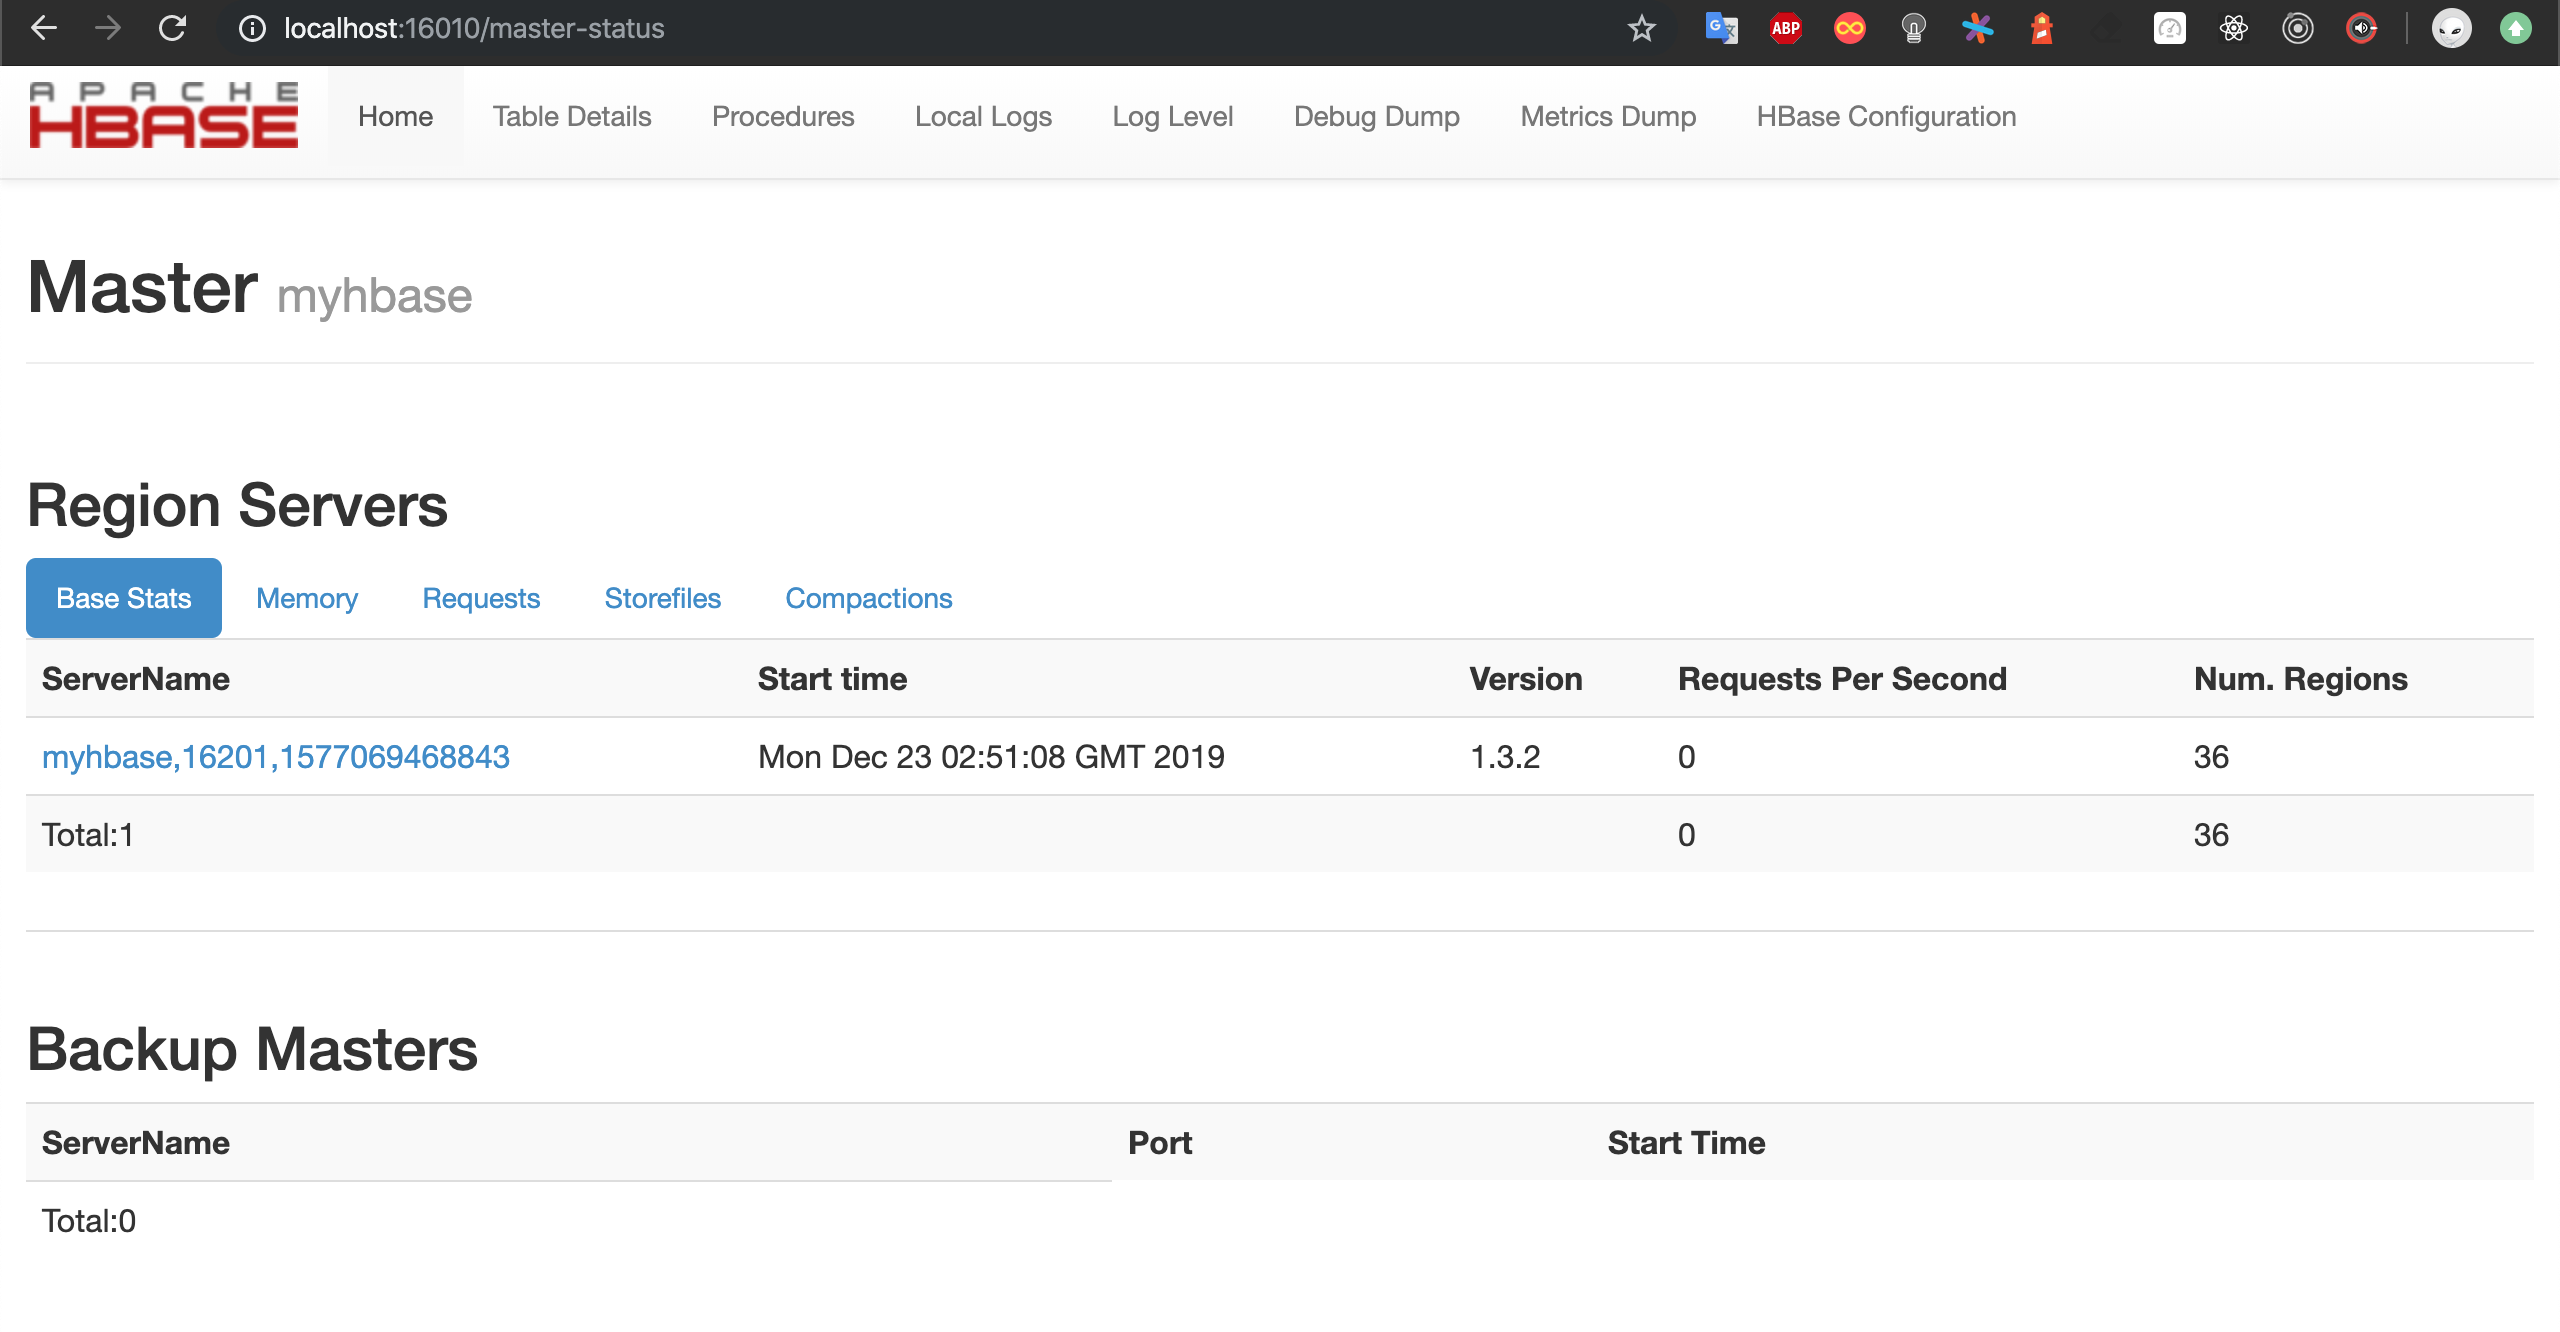 localhost:16010/master-status
ABP
APACHE
HBASE
Home Table Details Procedures Local Logs Log Level Debug Dump Metrics Dump HBase Configuration
Master myhbase
Region Servers
Base Stats Memory Requests Storefiles Compactions
ServerName Start time Version Requests Per Second Num. Regions
myhbase,16201,1577069468843 Mon Dec 23 02:51:08 GMT 2019 1.3.2 0 36
Total:1 0 36
Backup Masters
ServerName Port Start Time
Total:0